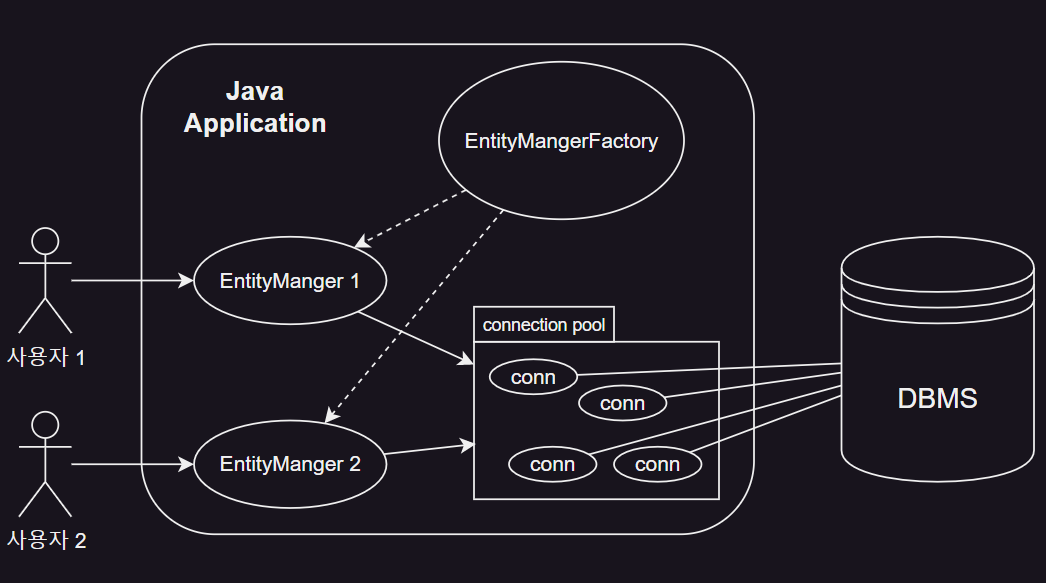 Java
Application
EntityMangerFactory
EntityManger 1
사용자 1
connection pool
conn
conn
DBMS
EntityManger 2
conn
conn
사용자 2